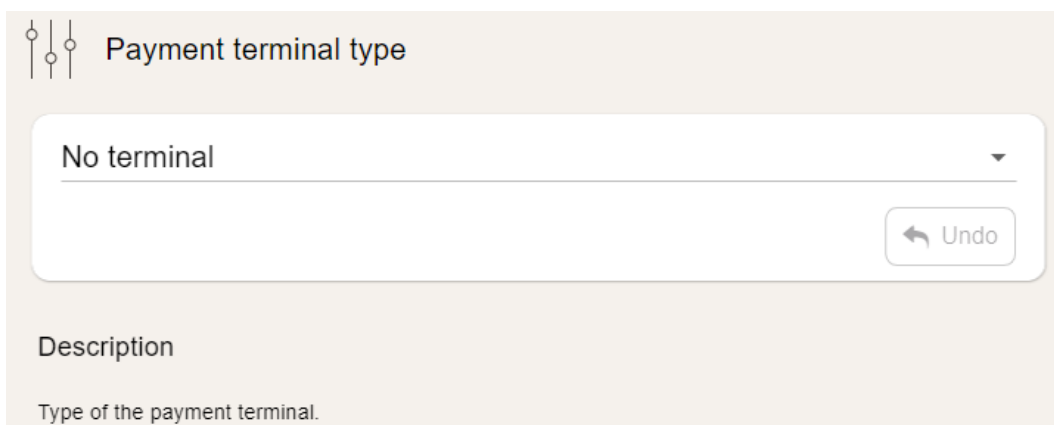 Payment terminal type
No terminal
Undo
Description
Type of the payment terminal.